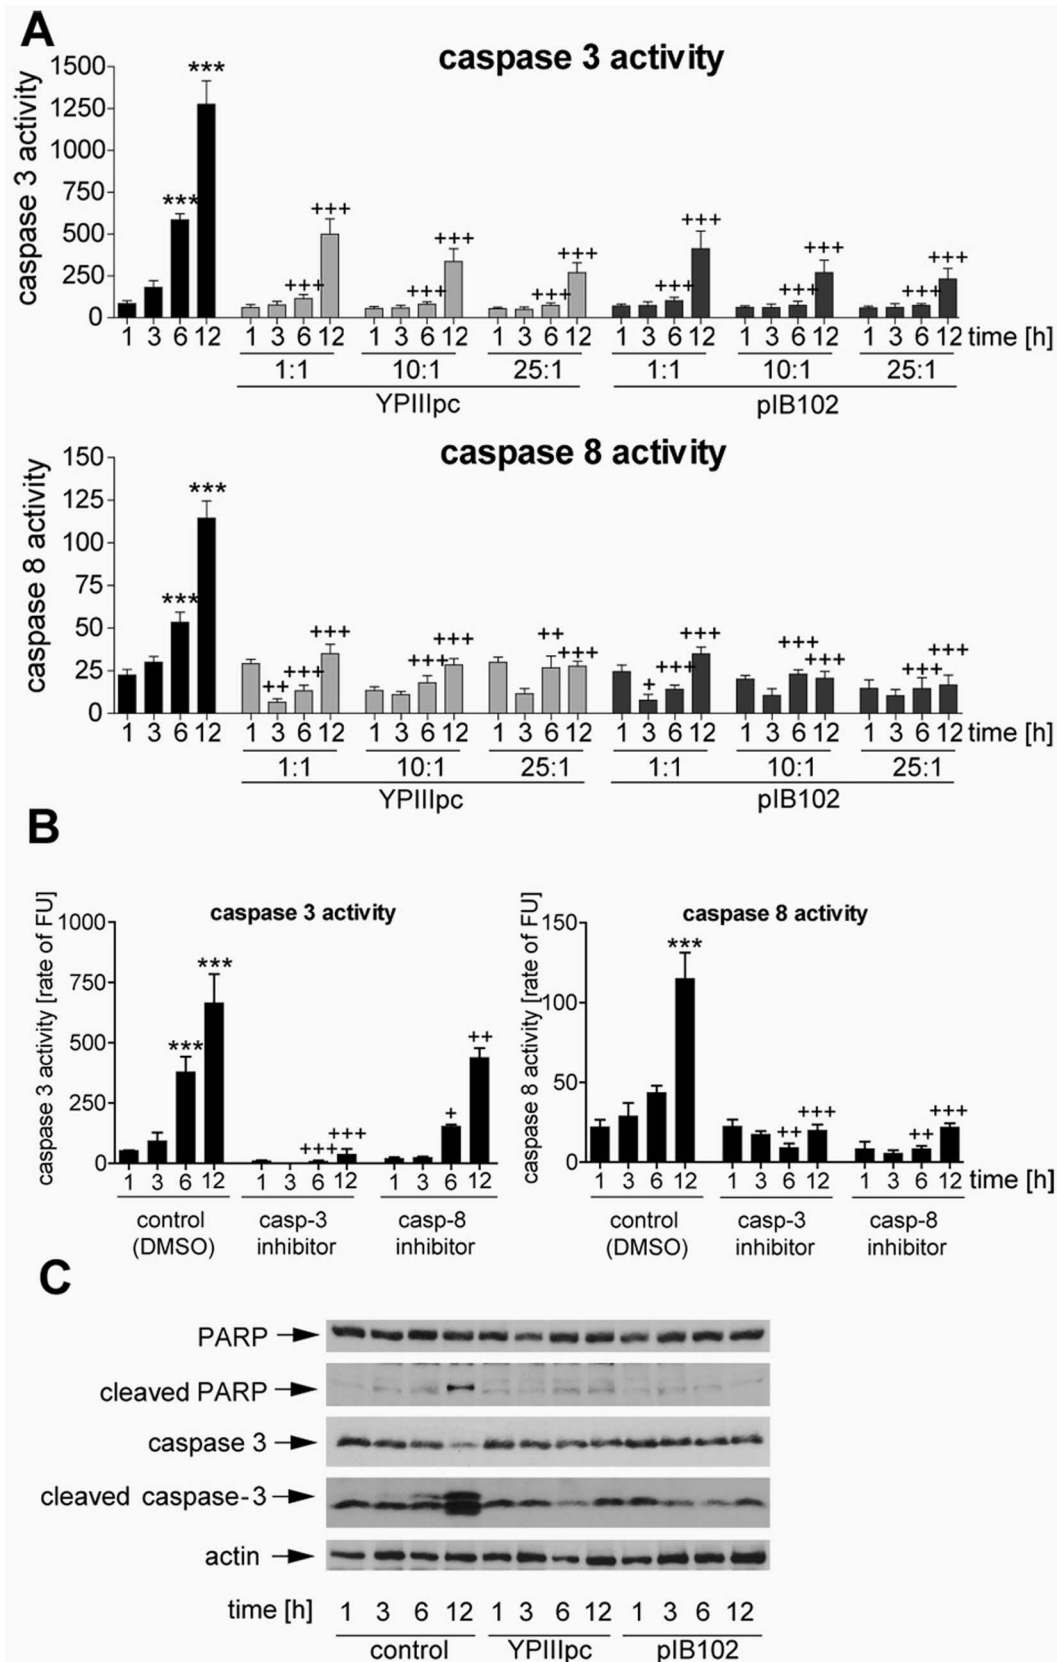 A
caspase 3 activity
caspase 3 activity
1500
1250
1000
750
500
250
0
***
***
+++
+++
+++
+++
+++
+++
+++
+++
+++
+++
+++
+++
1 3 6 12 1 3 6 12 1 3 6 12 1 3 6 12 1 3 6 12 1 3 6 12 1 3 6 12 time [h]
1:1 10:1 25:1 1:1 10:1 25:1
YPIIIpc pIB102
caspase 8 activity
caspase 8 activity
150
125
100
75
50
25
0
***
***
++
+++
+++
+++
+++
++
+++
+
+++
+++
+++
+++
+++
+++
1 3 6 12 1 3 6 12 1 3 6 12 1 3 6 12 1 3 6 12 1 3 6 12 1 3 6 12 time [h]
1:1 10:1 25:1 1:1 10:1 25:1
YPIIIpc pIB102
B
caspase 3 activity
caspase 3 activity [rate of FU]
1000
750
500
250
0
***
***
+++
+++
+
++
1 3 6 12 1 3 6 12 1 3 6 12
control casp-3 casp-8
(DMSO) inhibitor inhibitor
caspase 8 activity
caspase 8 activity [rate of FU]
150
100
50
0
***
++
+++
++
+++
1 3 6 12 1 3 6 12 1 3 6 12 time [h]
control casp-3 casp-8
(DMSO) inhibitor inhibitor
C
PARP
cleaved PARP
caspase 3
cleaved caspase-3
actin
time [h] 1 3 6 12 1 3 6 12 1 3 6 12
control YPIIIpc pIB102